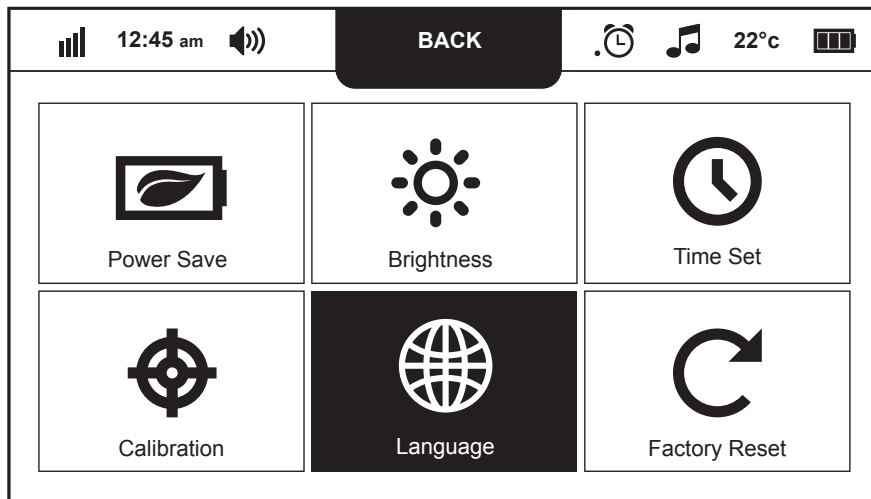 12:45 am BACK 22°c
Power Save Brightness Time Set
Calibration Language Factory Reset